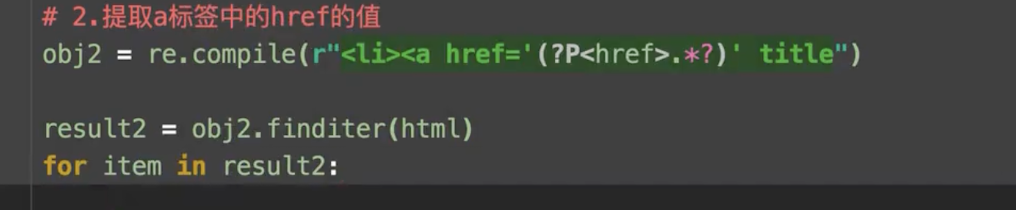 # 2.提取a标签中的href的值
obj2 = re.compile(r"<li><a href='(?P<href>.*?)' title")
result2 = obj2.finditer(html)
for item in result2: